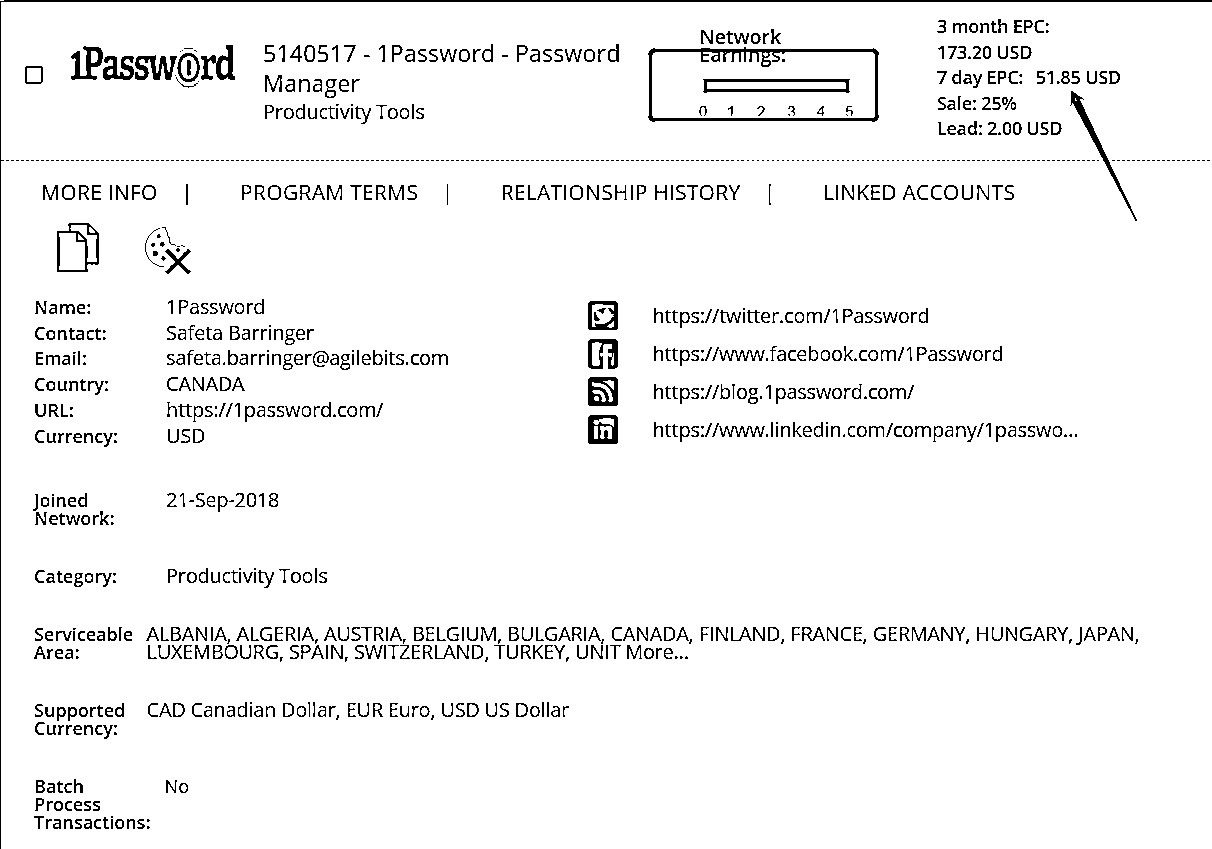 1Password
5140517 - 1Password - Password
Manager
Productivity Tools
Network
Earnings:
0 1 2 3 4 5
3 month EPC:
173.20 USD
7 day EPC: 51.85 USD
Sale: 25%
Lead: 2.00 USD
MORE INFO | PROGRAM TERMS | RELATIONSHIP HISTORY | LINKED ACCOUNTS
Name: 1Password
Contact: Safeta Barringer
Email: safeta.barringer@agilebits.com
Country: CANADA
URL: https://1password.com/
Currency: USD
https://twitter.com/1Password
https://www.facebook.com/1Password
https://blog.1password.com/
https://www.linkedin.com/company/1passwo...
Joined 21-Sep-2018
Network:
Category: Productivity Tools
Serviceable ALBANIA, ALGERIA, AUSTRIA, BELGIUM, BULGARIA, CANADA, FINLAND, FRANCE, GERMANY, HUNGARY, JAPAN,
Area: LUXEMBOURG, SPAIN, SWITZERLAND, TURKEY, UNIT More...
Supported CAD Canadian Dollar, EUR Euro, USD US Dollar
Currency:
Batch No
Process
Transactions: